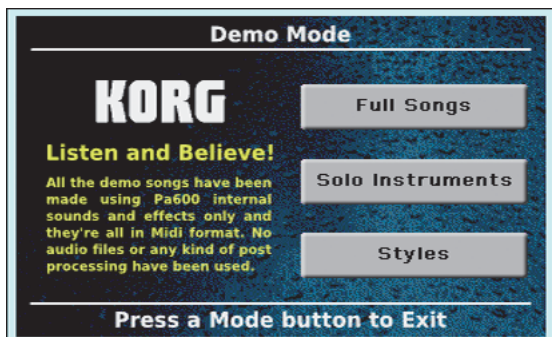 Demo Mode
KORG
Listen and Believe!
All the demo songs have been
made using Pa600 internal
sounds and effects only and
they're all in Midi format. No
audio files or any kind of post
processing have been used.
Full Songs
Solo Instruments
Styles
Press a Mode button to Exit